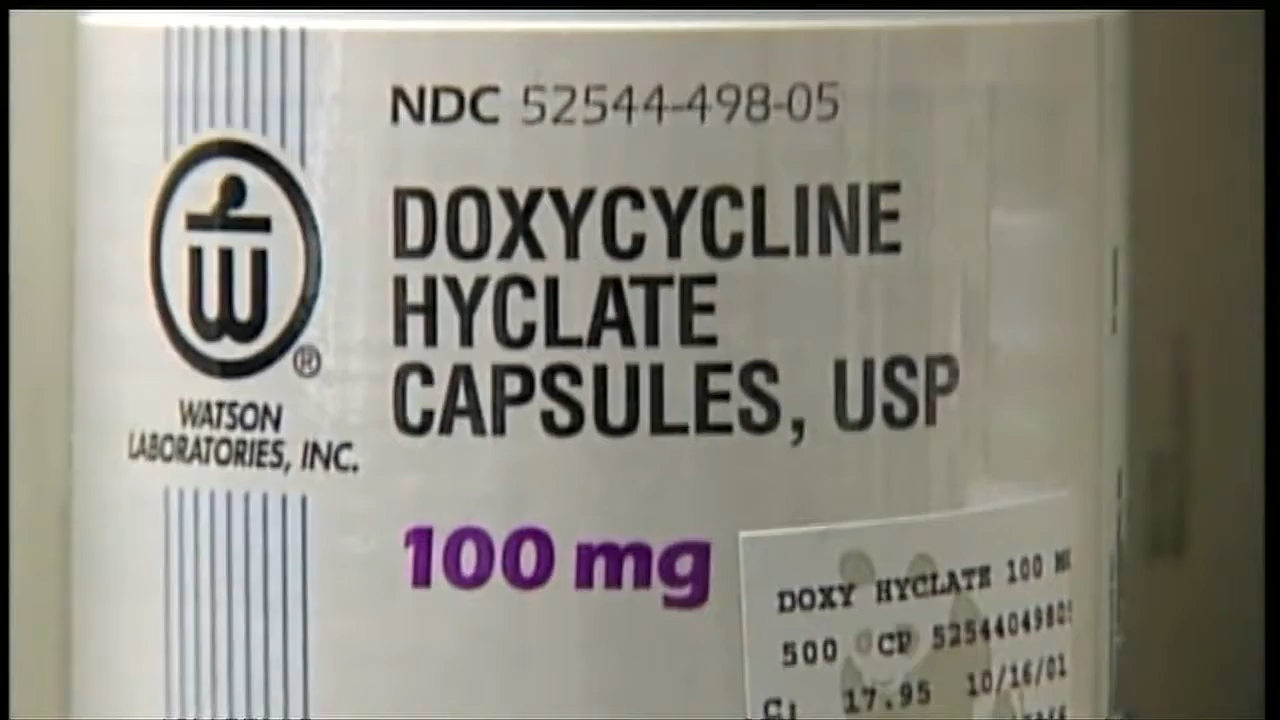 NDC 52544-498-05
DOXYCYCLINE
HYCLATE
CAPSULES, USP
W
®
WATSON
LABORATORIES, INC.
100 mg
DOXY HYCLATE 100
500 CP 5254404980
C: 17.95 10/16/01